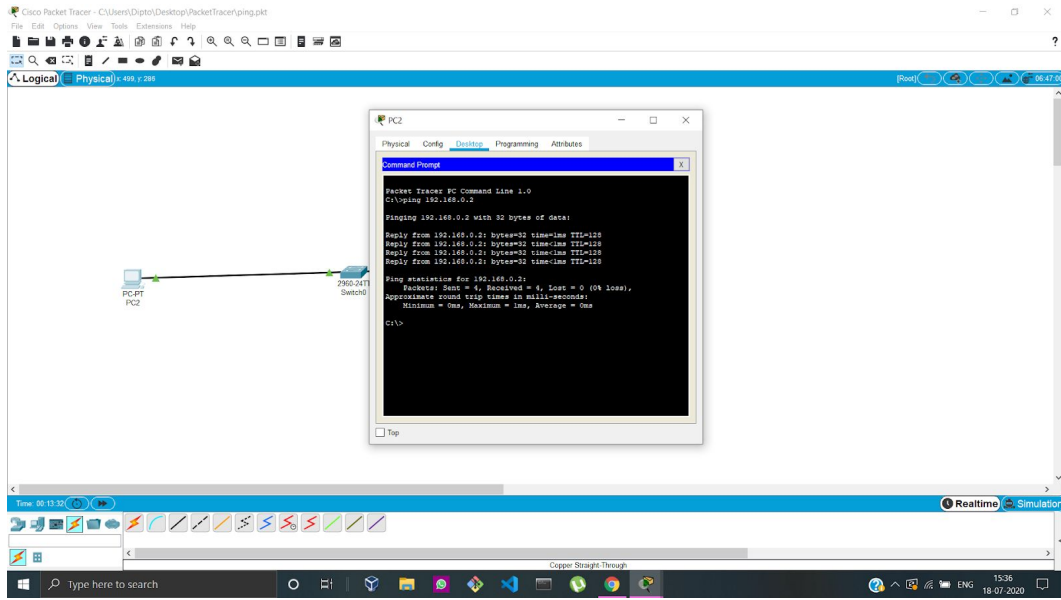 Cisco Packet Tracer - C:\Users\Dipto\Desktop\PacketTracer\ping.pkt
File Edit Options View Tools Extensions Help
?
Logical Physical x: 499, y: 288 [Root] 06:47:00
PC2
Physical Config Desktop Programming Attributes
Command Prompt X
Packet Tracer PC Command Line 1.0
C:\>ping 192.168.0.2
Pinging 192.168.0.2 with 32 bytes of data:
Reply from 192.168.0.2: bytes=32 time=1ms TTL=128
Reply from 192.168.0.2: bytes=32 time<1ms TTL=128
Reply from 192.168.0.2: bytes=32 time<1ms TTL=128
Reply from 192.168.0.2: bytes=32 time<1ms TTL=128
Ping statistics for 192.168.0.2:
Packets: Sent = 4, Received = 4, Lost = 0 (0% loss),
Approximate round trip times in milli-seconds:
Minimum = 0ms, Maximum = 1ms, Average = 0ms
C:\>
Top
PC-PT
PC2
2960-24TT
Switch0
Time: 00:13:32
Realtime Simulation
Copper Straight-Through
Type here to search
ENG
15:36
18-07-2020